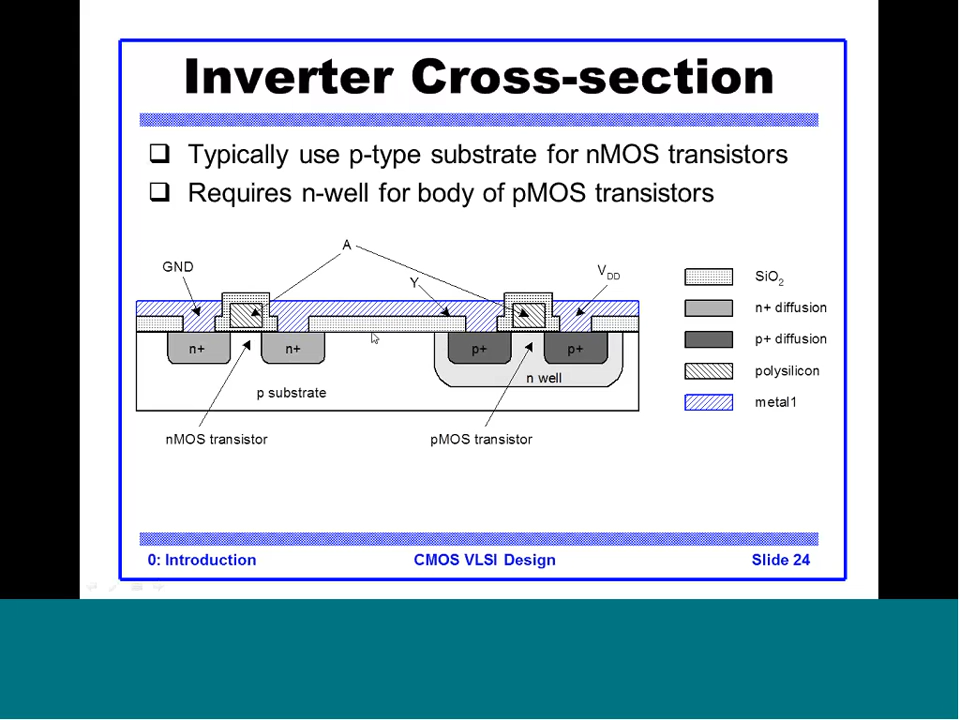 Inverter Cross-section
❑ Typically use p-type substrate for nMOS transistors
❑ Requires n-well for body of pMOS transistors
A
GND
Y
VDD
n+
n+
p+
p+
n well
p substrate
nMOS transistor
pMOS transistor
SiO2
n+ diffusion
p+ diffusion
polysilicon
metal1
0: Introduction
CMOS VLSI Design
Slide 24